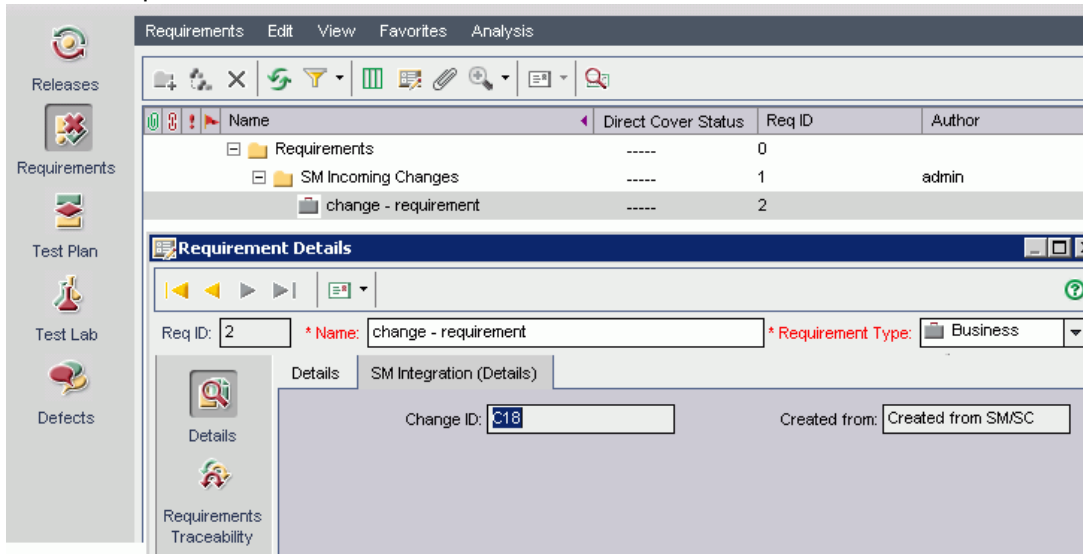 Requirements Edit View Favorites Analysis
Releases
Name Direct Cover Status Req ID Author
Requirements ----- 0
Requirements
SM Incoming Changes ----- 1 admin
change - requirement ----- 2
Test Plan
Requirement Details
Test Lab
Req ID: 2 * Name: change - requirement * Requirement Type: Business
Details SM Integration (Details)
Defects
Change ID: C18 Created from: Created from SM/SC
Details
Requirements
Traceability